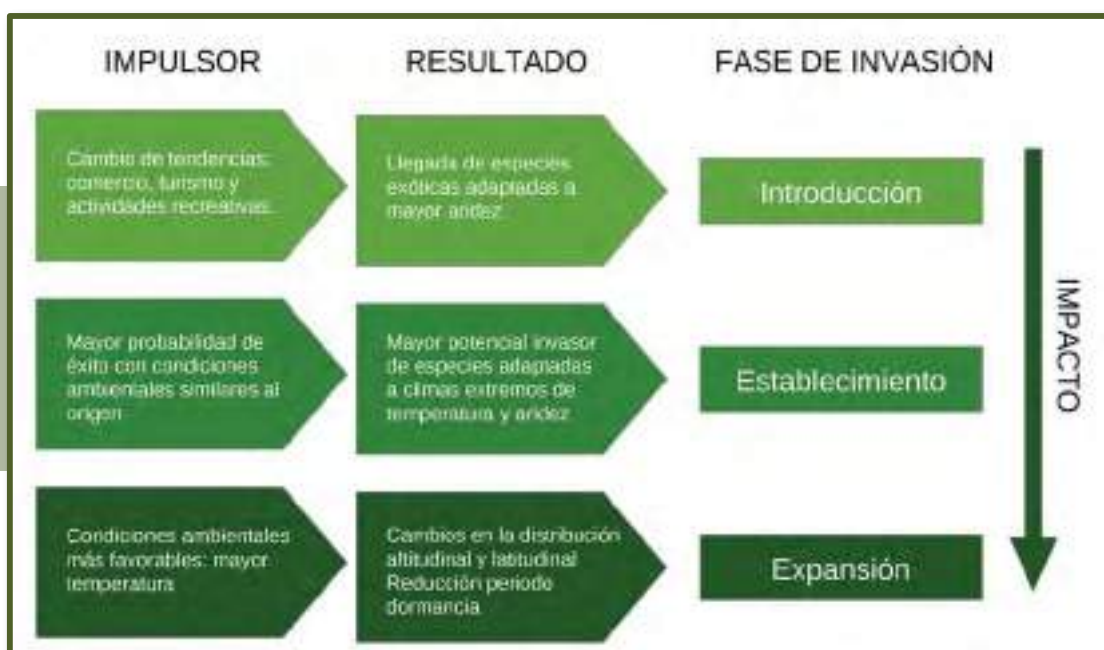 IMPULSOR
RESULTADO
FASE DE INVASIÓN
Cambio de tendencias:
comercio, turismo y
actividades recreativas.
Llegada de especies
exóticas adaptadas a
mayor aridez
Introducción
Mayor probabilidad de
éxito con condiciones
ambientales similares al
origen
Mayor potencial invasor
de especies adaptadas
a climas extremos de
temperatura y aridez
Establecimiento
Condiciones ambientales
más favorables: mayor
temperatura
Cambios en la distribución
altitudinal y latitudinal
Reducción periodo
dormancia
Expansión
IMPACTO